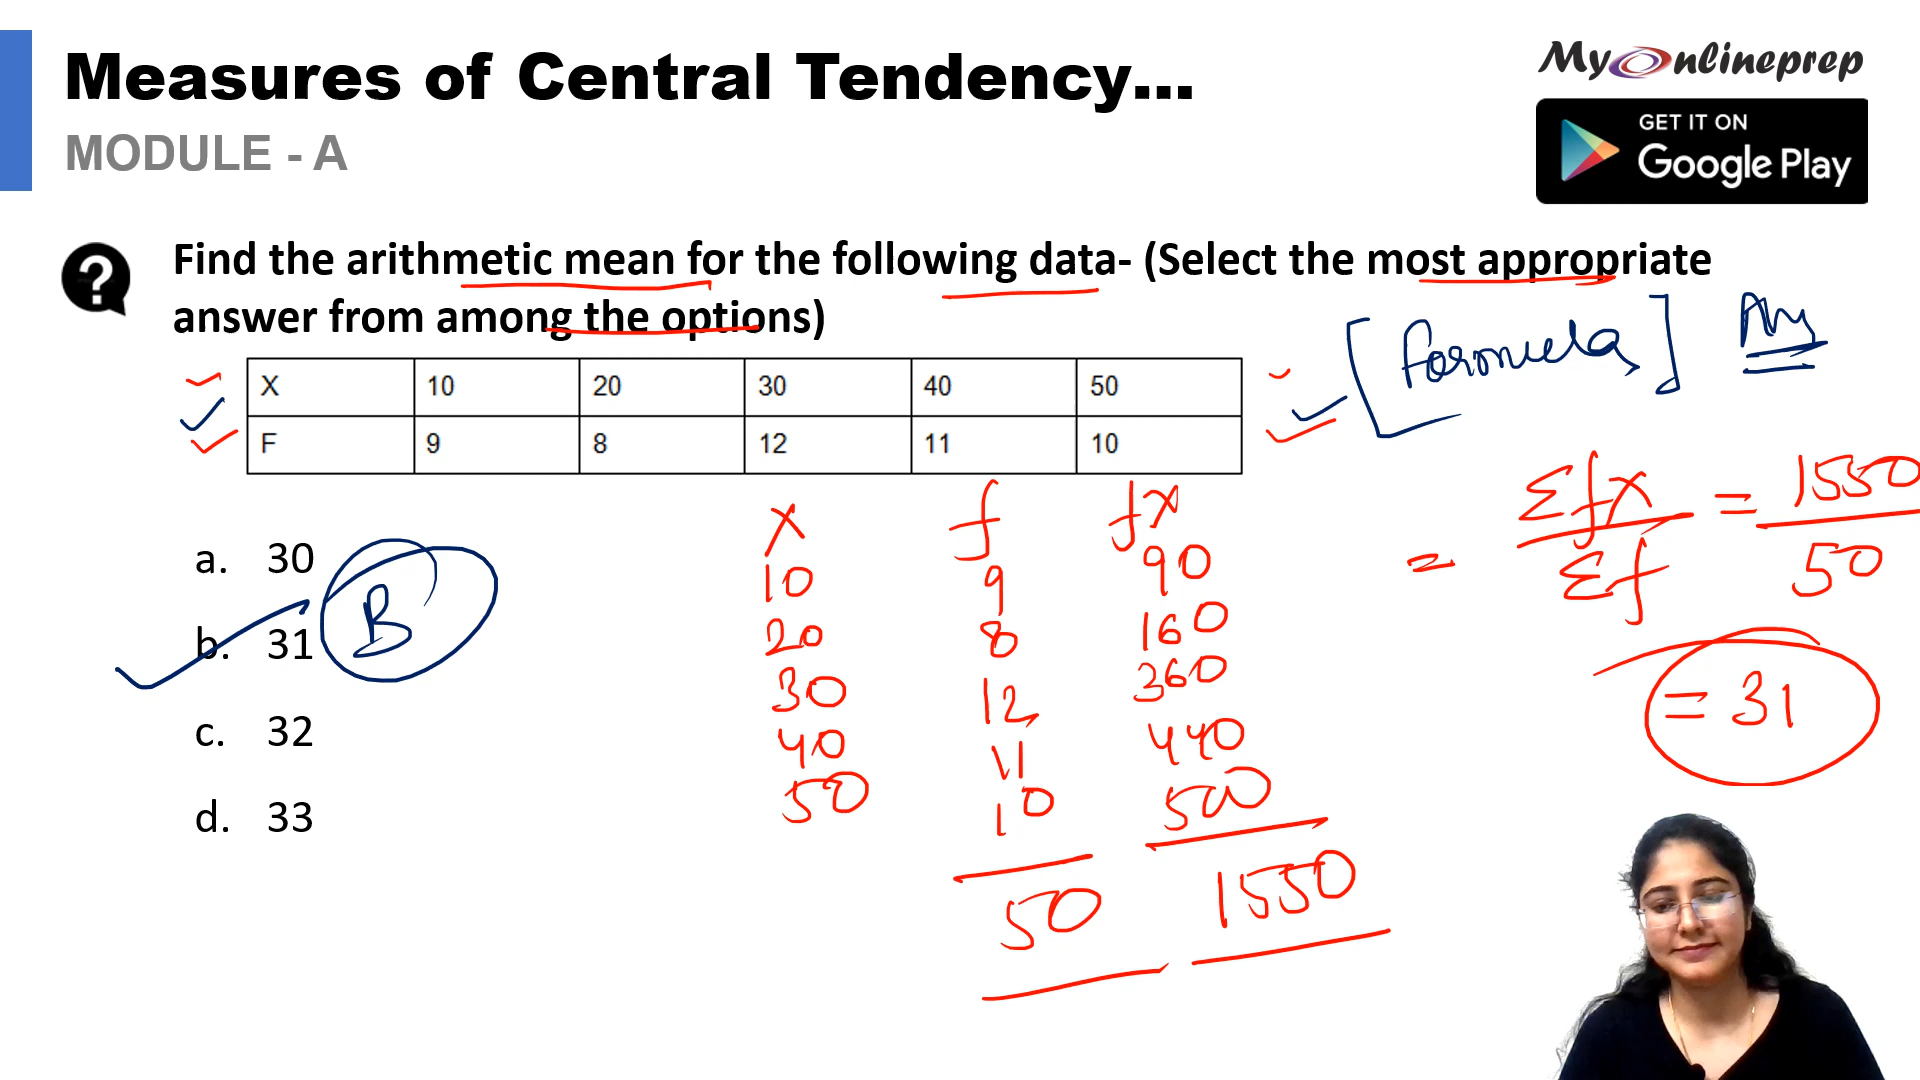 Measures of Central Tendency...
MODULE - A
MyOnlineprep
GET IT ON
Google Play
Find the arithmetic mean for the following data- (Select the most appropriate
answer from among the options)
X 10 20 30 40 50
F 9 8 12 11 10
[Formula] Ans
a. 30
b. 31
c. 32
d. 33
B
x f fx
10 9 90
20 8 160
30 12 360
40 11 440
50 10 500
50 1550
= Σfx / Σf = 1550 / 50
= 31